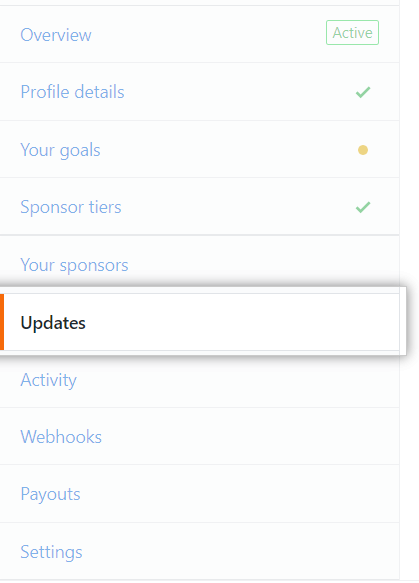 Overview
Active
Profile details
Your goals
Sponsor tiers
Your sponsors
Updates
Activity
Webhooks
Payouts
Settings